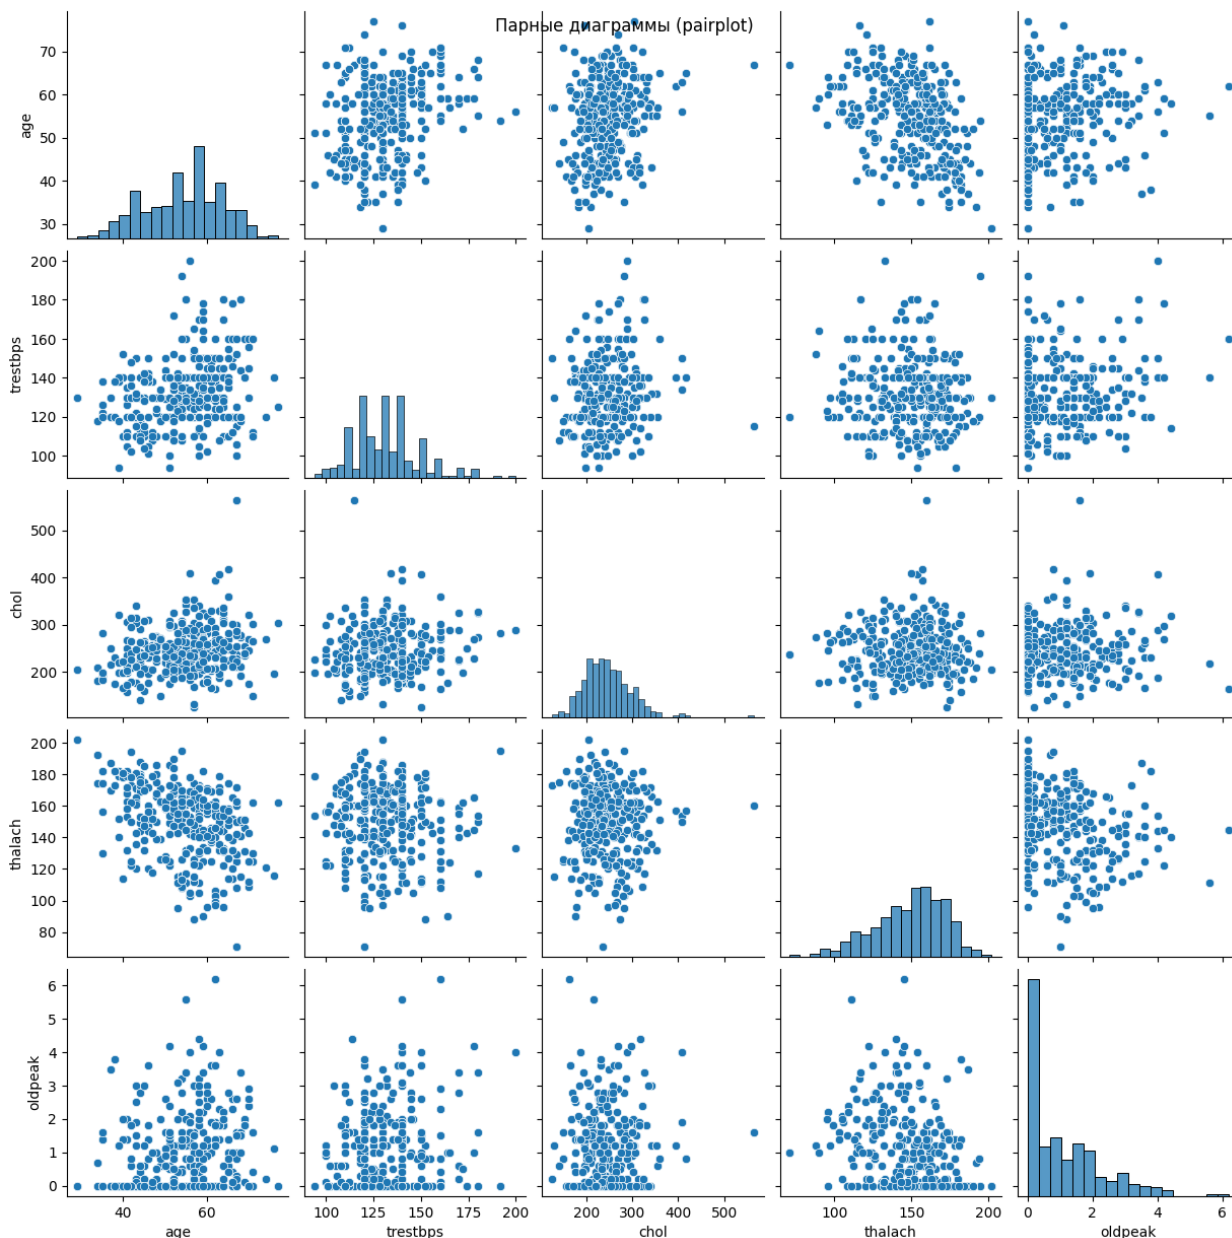 Парные диаграммы (pairplot)
70
60
50
40
30
age
200
180
160
140
120
100
trestbps
500
400
300
200
chol
200
180
160
140
120
100
80
thalach
6
5
4
3
2
1
0
oldpeak
40 60
100 125 150 175 200
100 200 300 400 500
100 150 200
0 2 4 6
age trestbps chol thalach oldpeak